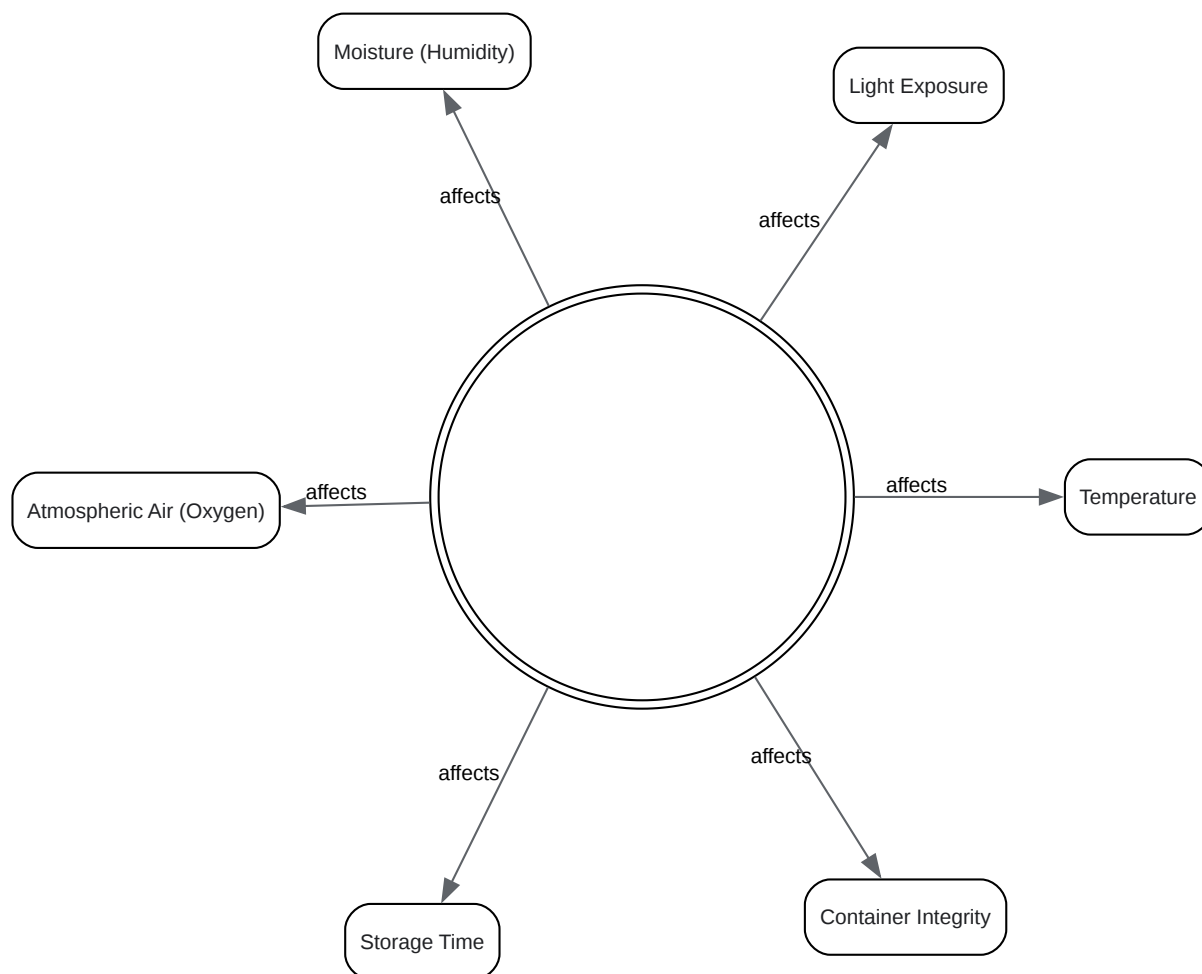 Moisture (Humidity)
Light Exposure
affects
affects
Atmospheric Air (Oxygen)
affects
affects
Temperature
affects
affects
Storage Time
Container Integrity